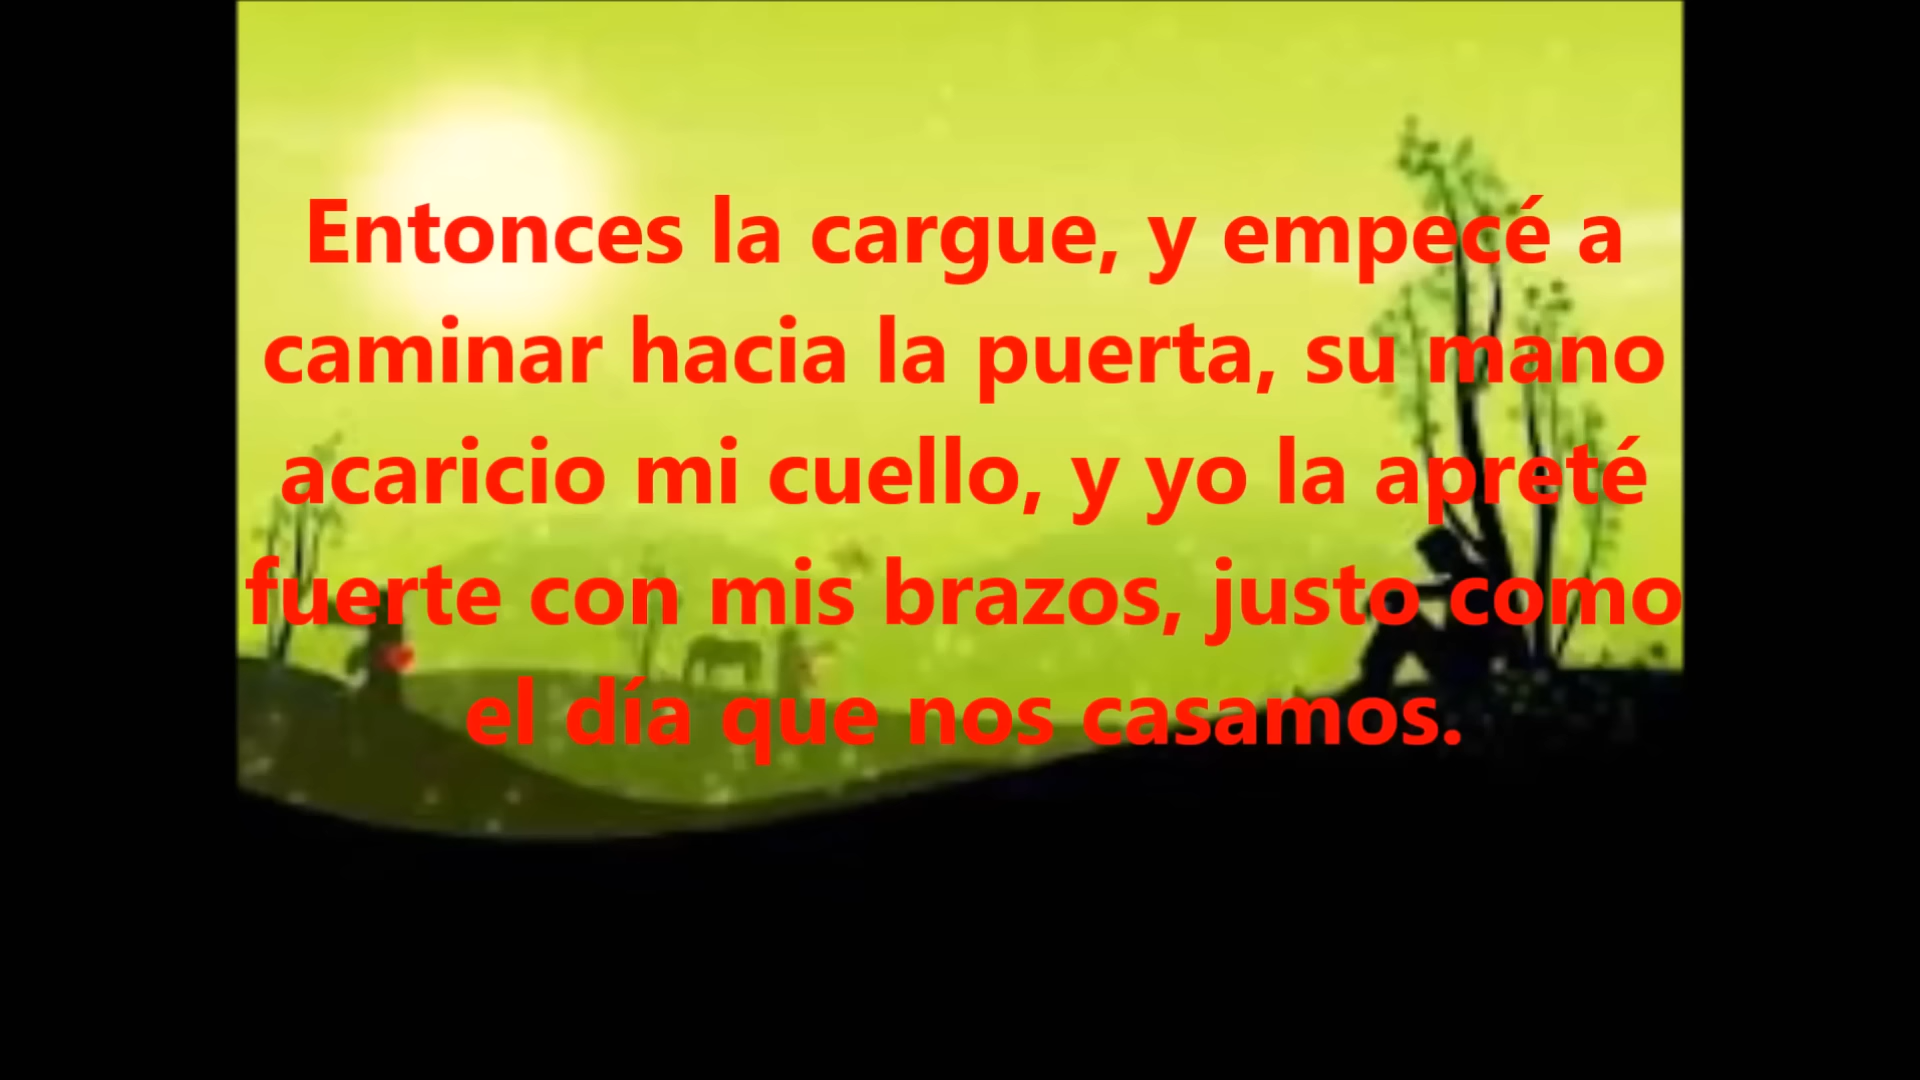 Entonces la cargue, y empecé a
caminar hacia la puerta, su mano
acaricio mi cuello, y yo la apreté
fuerte con mis brazos, justo como
el día que nos casamos.